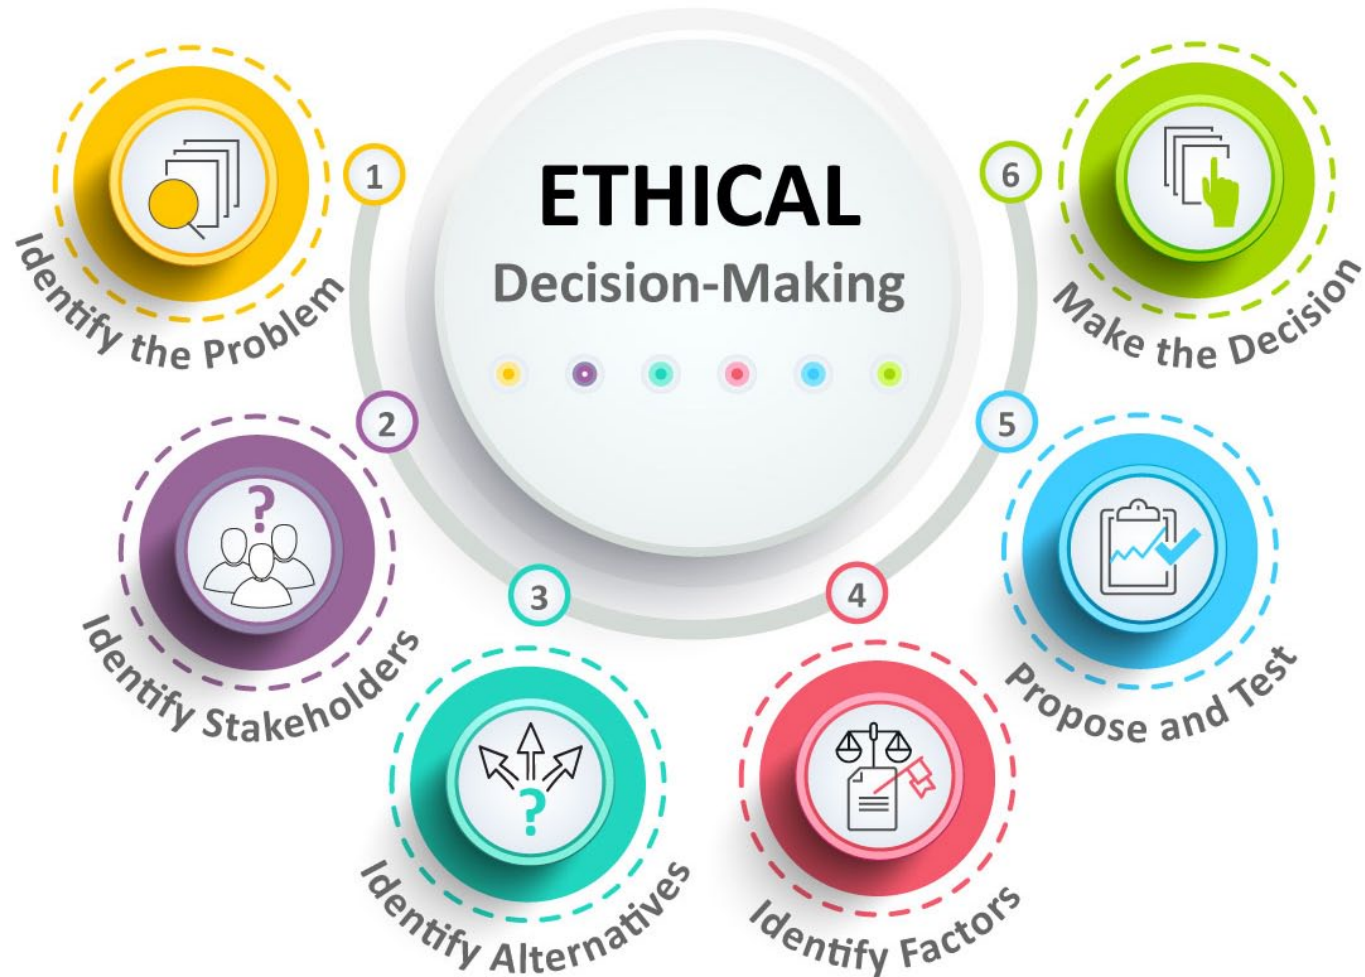 ETHICAL
Decision-Making
1
Identify the Problem
2
Identify Stakeholders
?
3
Identify Alternatives
?
4
Identify Factors
5
Propose and Test
6
Make the Decision